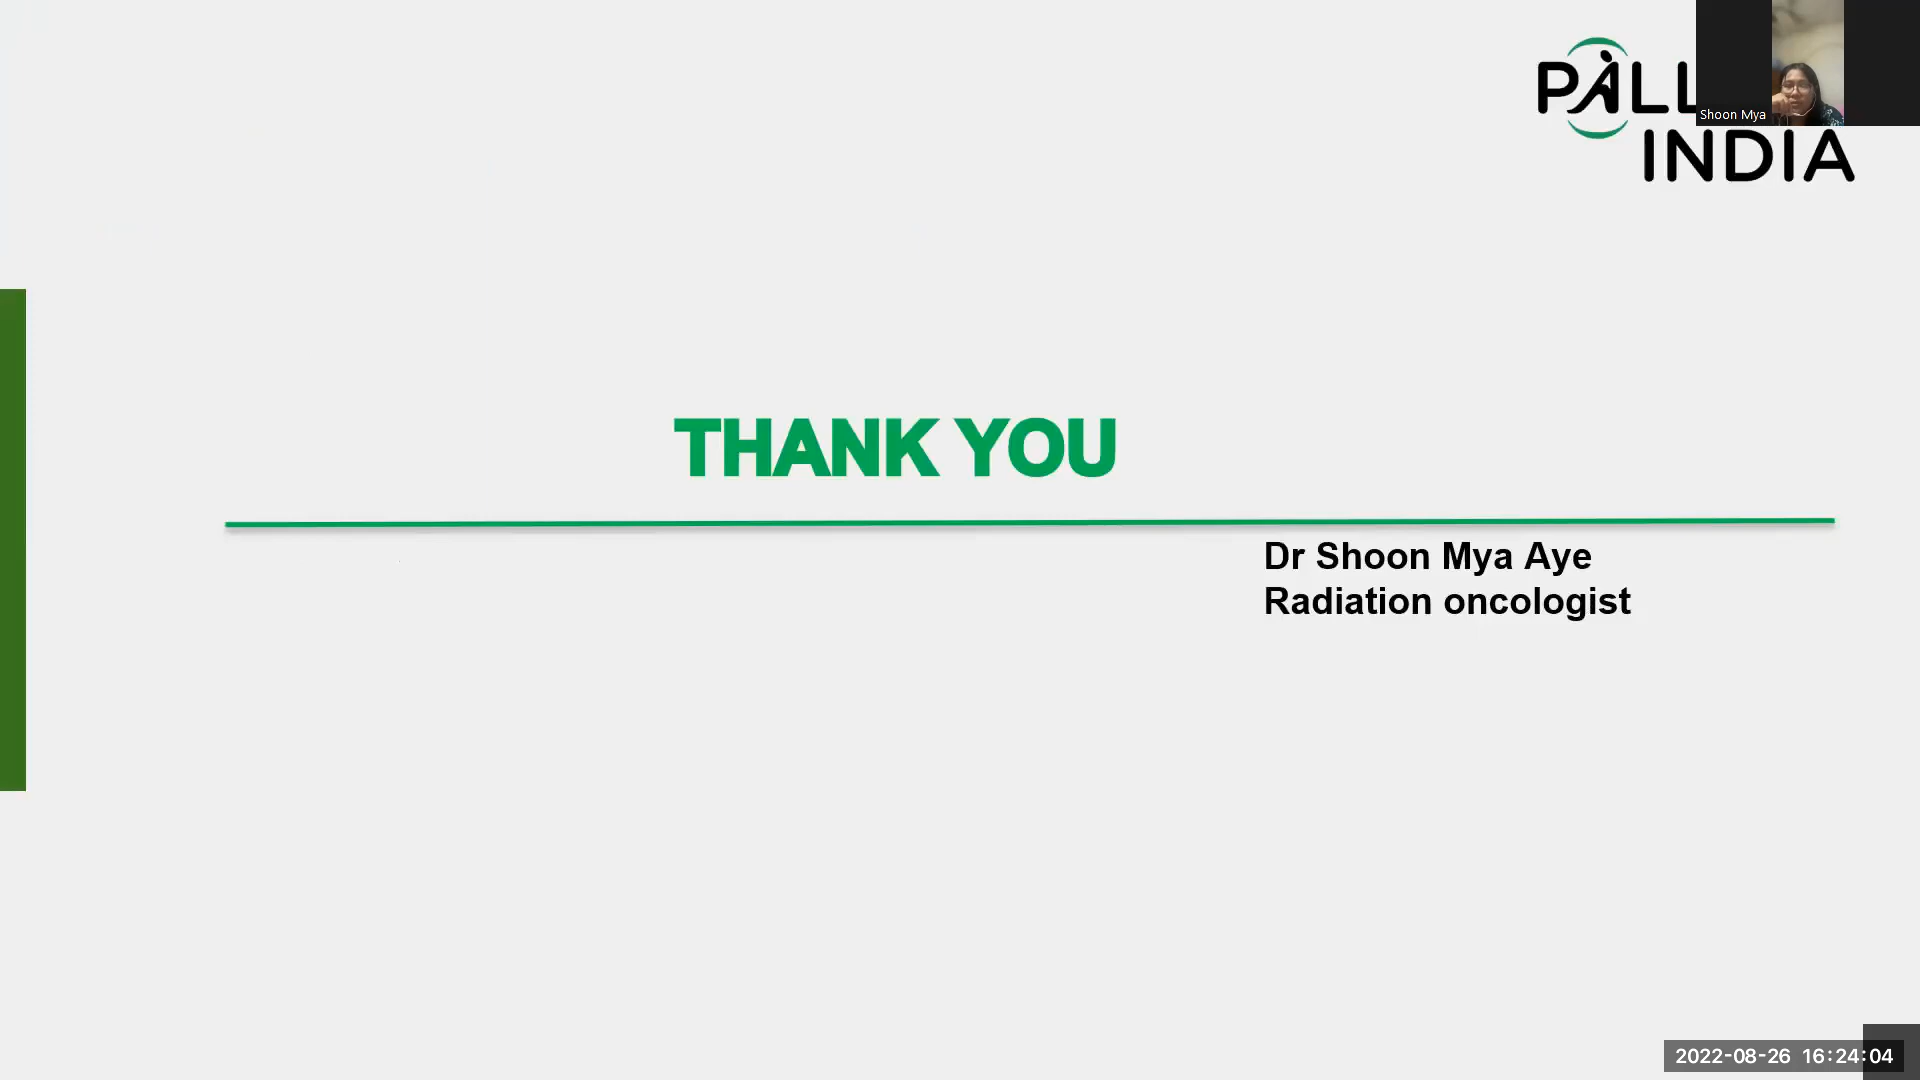 PALL
INDIA
Shoon Mya
THANK YOU
Dr Shoon Mya Aye
Radiation oncologist
2022-08-26 16:24:04